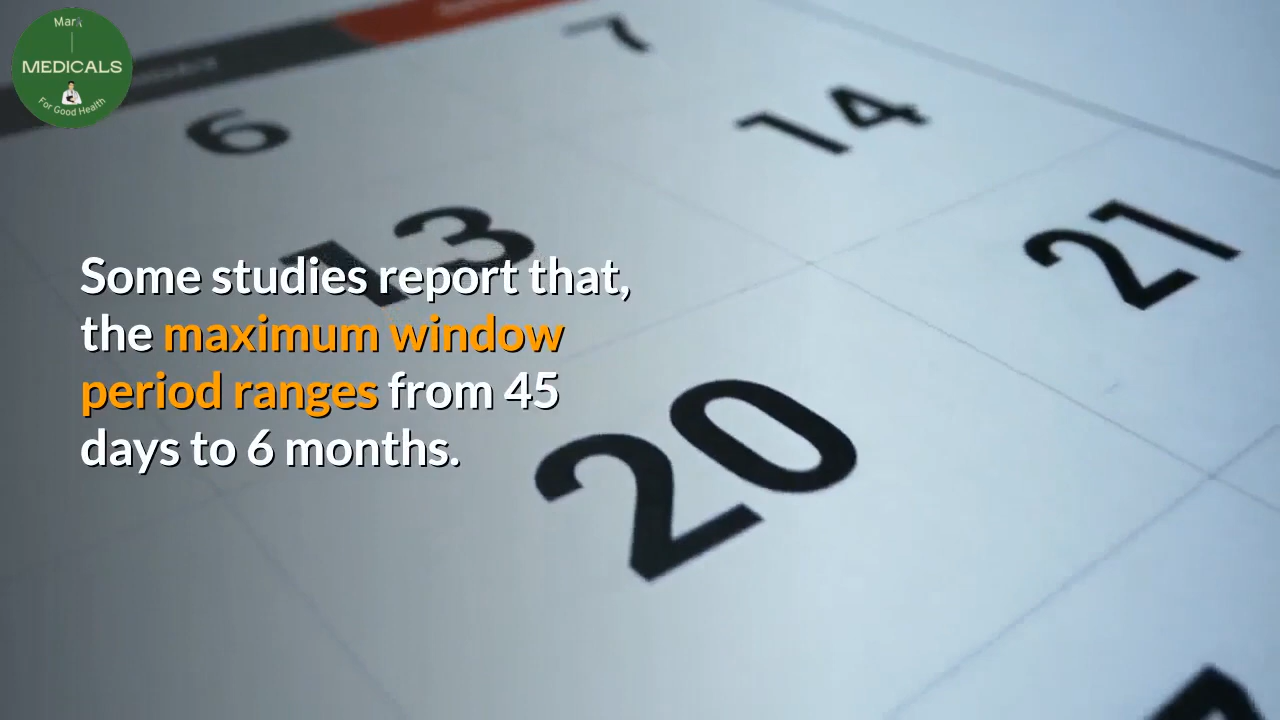 Mark
MEDICALS
For Good Health
7
6
14
13
21
20
Some studies report that,
the maximum window
period ranges from 45
days to 6 months.